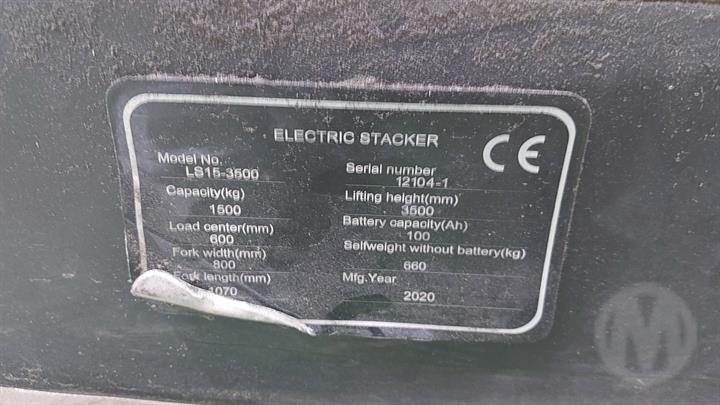 ELECTRIC STACKER
CE
Model No.
LS15-3500
Serial number
12104-1
Capacity(kg)
1500
Lifting height(mm)
3500
Load center(mm)
600
Battery capacity(Ah)
100
Fork width(mm)
800
Selfweight without battery(kg)
660
Fork length(mm)
1070
Mfg.Year
2020
M